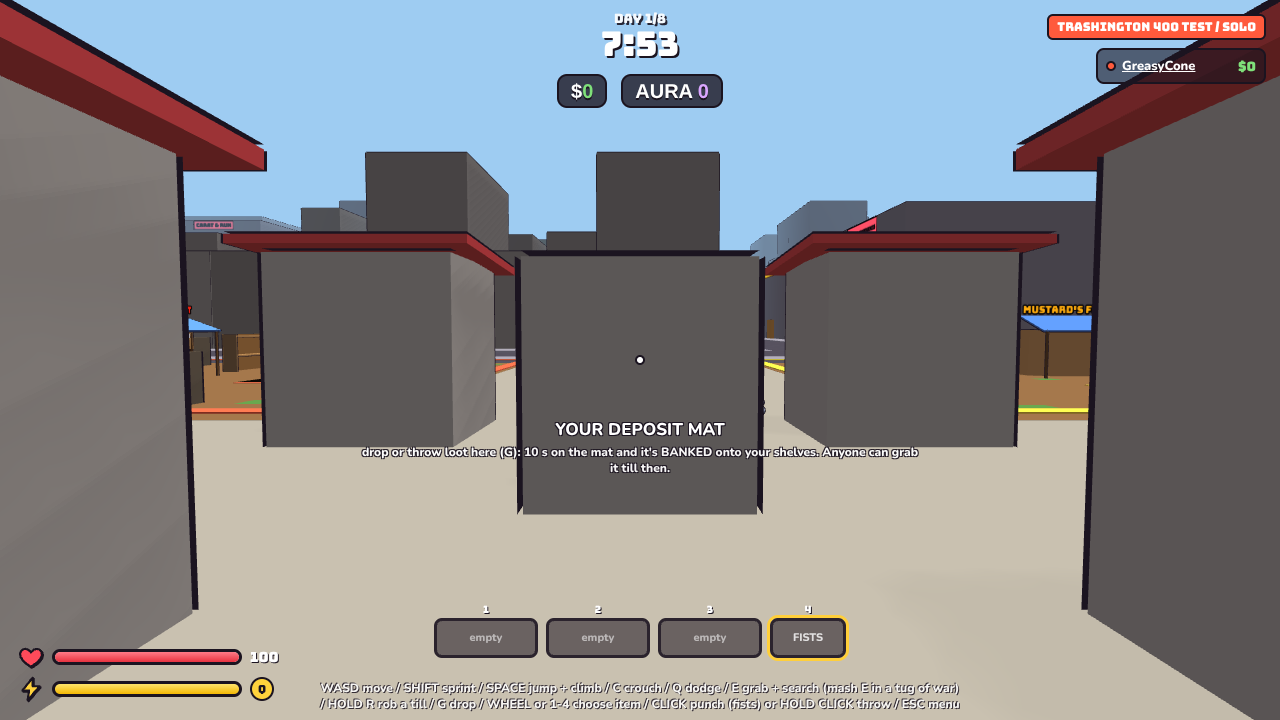 DAY 1/8
7:53
$0
AURA 0
TRASHINGTON 400 TEST / SOLO
GreasyCone $0
MUSTARD'S F
YOUR DEPOSIT MAT
drop or throw loot here (G): 10 s on the mat and it's BANKED onto your shelves. Anyone can grab
it till then.
1 2 3 4
empty empty empty FISTS
100
0
WASD move / SHIFT sprint / SPACE jump + climb / C crouch / Q dodge / E grab + search (mash E in a tug of war)
/ HOLD R rob a till / G drop / WHEEL or 1-4 choose item / CLICK punch (fists) or HOLD CLICK throw / ESC menu